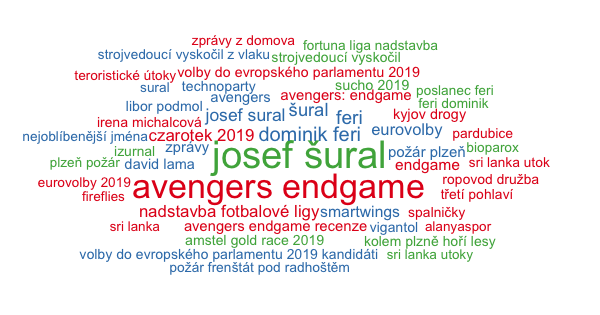 zprávy z domova
fortuna liga nadstavba
strojvedoucí vyskočil z vlaku
strojvedoucí vyskočil
teroristické útoky
volby do evropského parlamentu 2019
sural
technoparty
sucho 2019
poslanec feri
avengers
avengers: endgame
feri dominik
libor podmol
josef sural
šural
feri
kyjov drogy
irena michalcová
nejoblíbenější jména
czarotek 2019
dominik feri
eurovolby
pardubice
izurnal
zprávy
josef šural
požár plzeň
bioparox
plzeň požár
david lama
endgame
sri lanka utok
eurovolby 2019
avengers endgame
ropovod družba
fireflies
třetí pohlaví
nadstavba fotbalové ligy
smartwings
spalničky
sri lanka
avengers endgame recenze
vigantol
alanyaspor
amstel gold race 2019
kolem plzně hoří lesy
volby do evropského parlamentu 2019 kandidáti
sri lanka utoky
požár frenštát pod radhoštěm